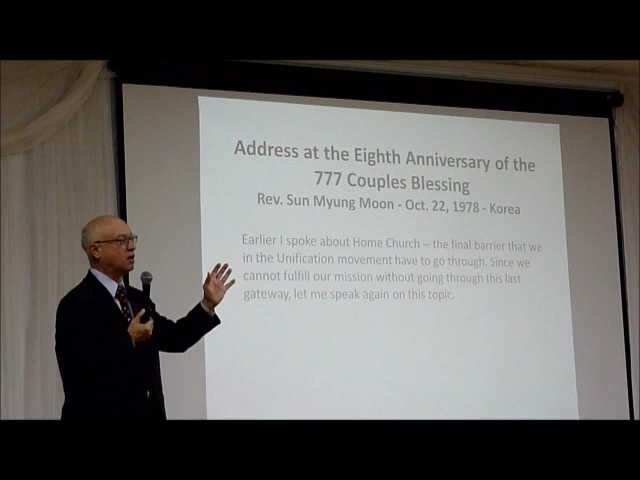 Address at the Eighth Anniversary of the
777 Couples Blessing
Rev. Sun Myung Moon - Oct. 22, 1978 - Korea
Earlier I spoke about Home Church -- the final barrier that we
in the Unification movement have to go through. Since we
cannot fulfill our mission without going through this last
gateway, let me speak again on this topic.